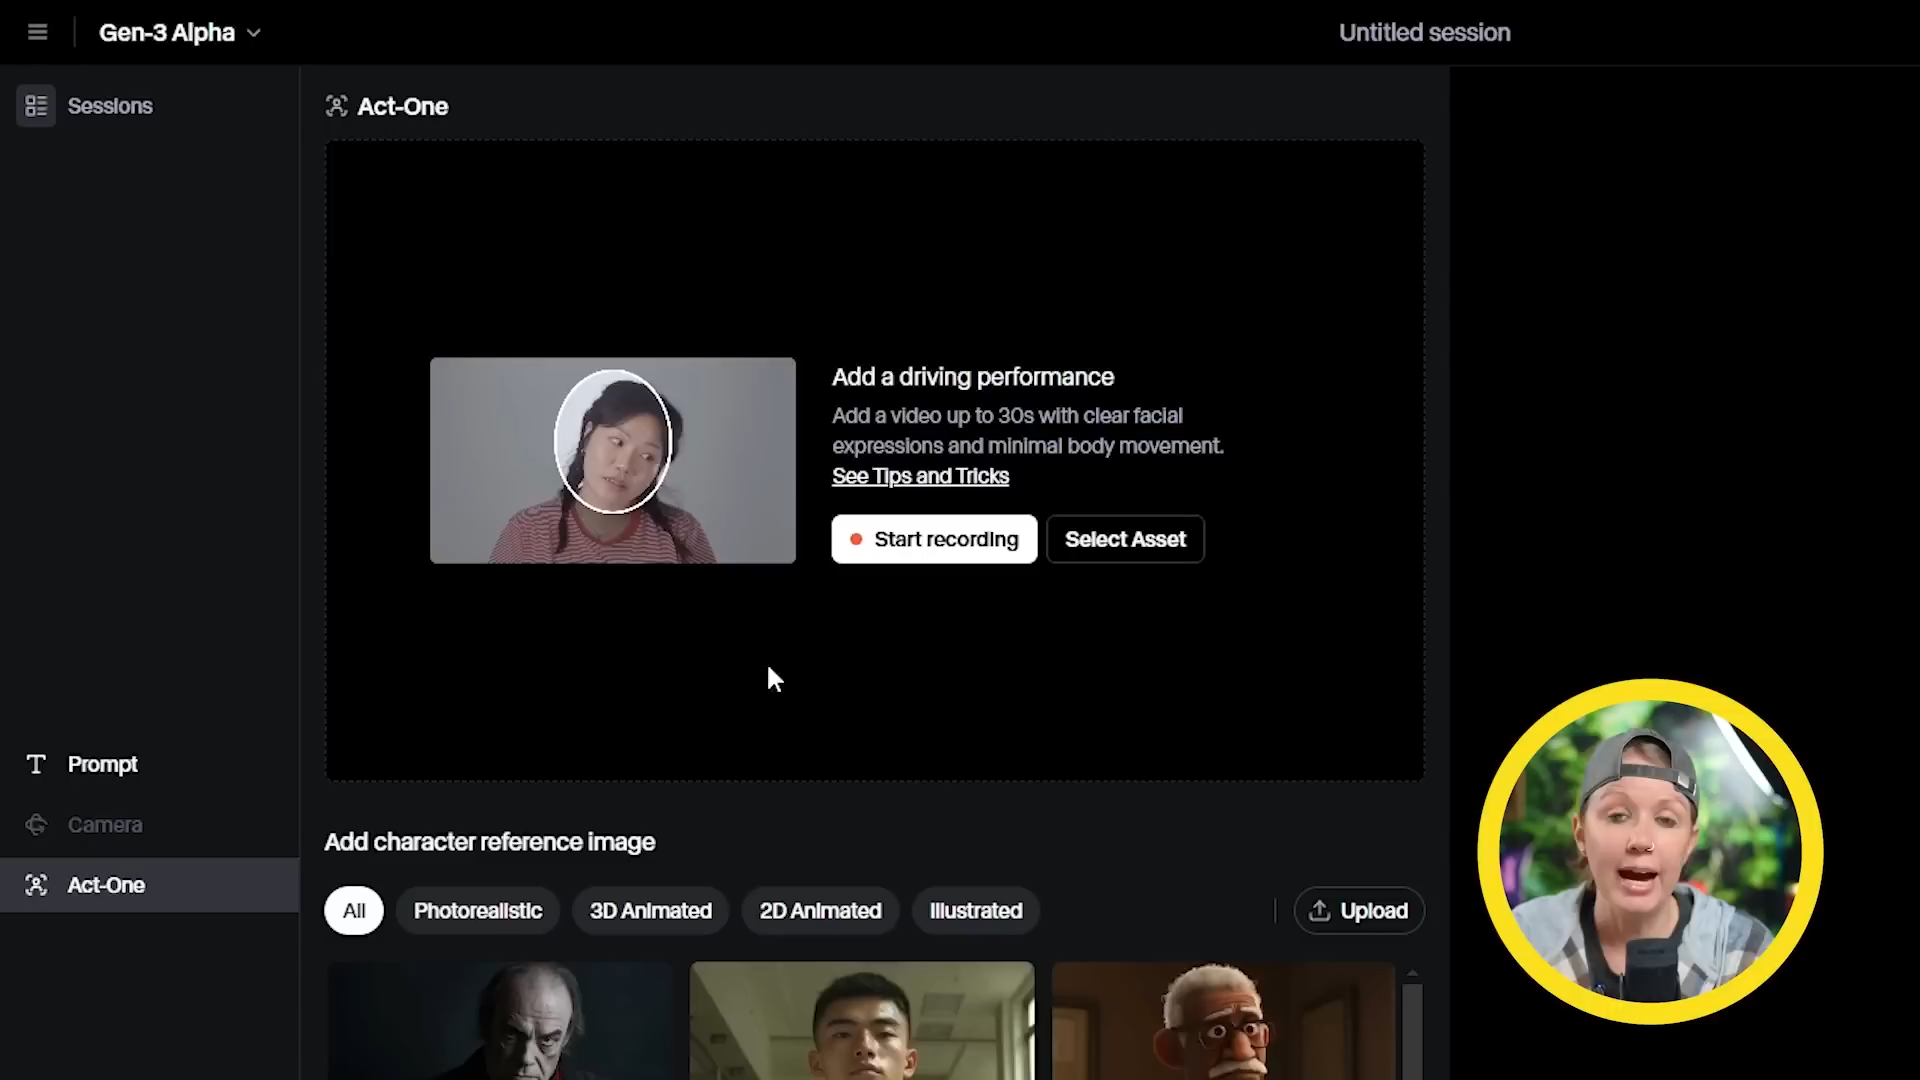 Gen-3 Alpha
Untitled session
Sessions
Act-One
Add a driving performance
Add a video up to 30s with clear facial
expressions and minimal body movement.
See Tips and Tricks
Start recording
Select Asset
Prompt
Camera
Act-One
Add character reference image
All
Photorealistic
3D Animated
2D Animated
Illustrated
Upload